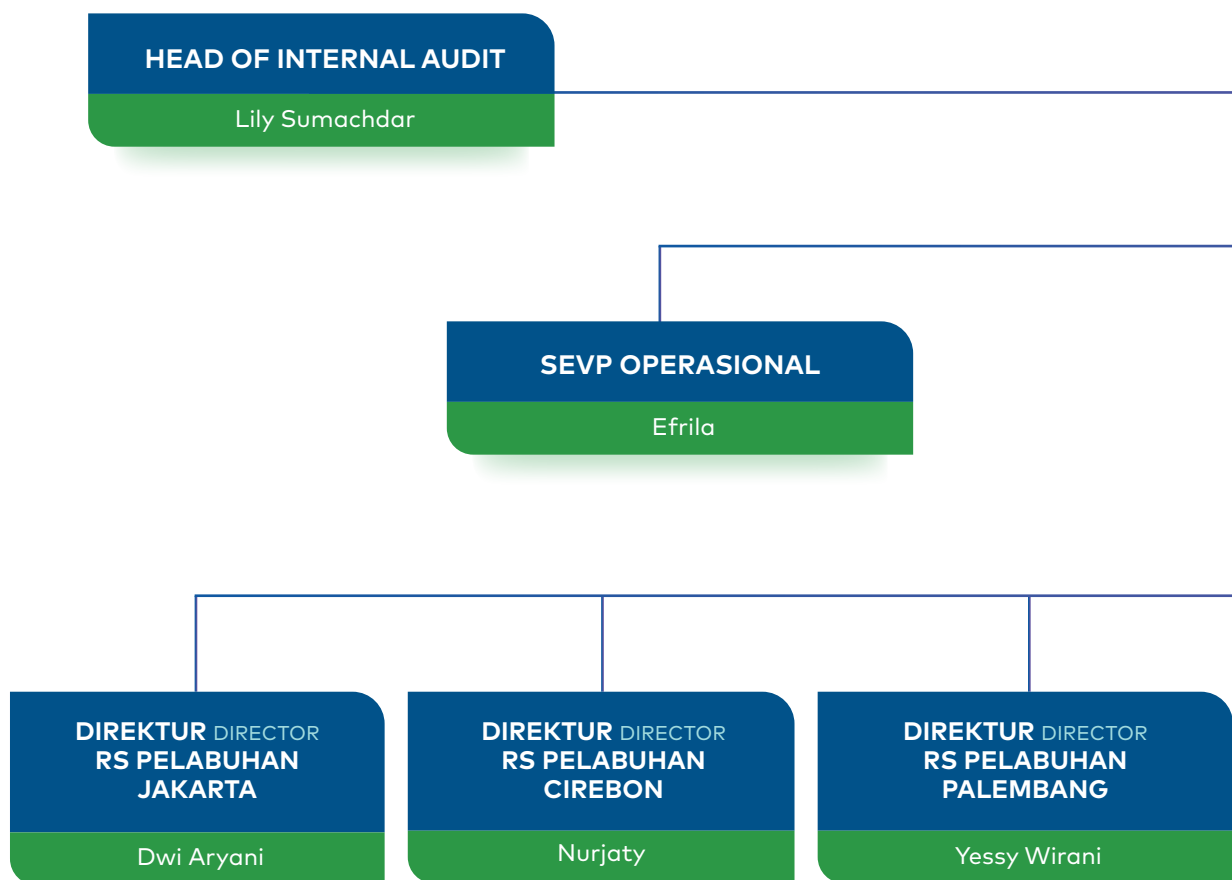 HEAD OF INTERNAL AUDIT
Lily Sumachdar
SEVP OPERASIONAL
Efrila
DIREKTUR DIRECTOR
RS PELABUHAN
JAKARTA
Dwi Aryani
DIREKTUR DIRECTOR
RS PELABUHAN
CIREBON
Nurjaty
DIREKTUR DIRECTOR
RS PELABUHAN
PALEMBANG
Yessy Wirani